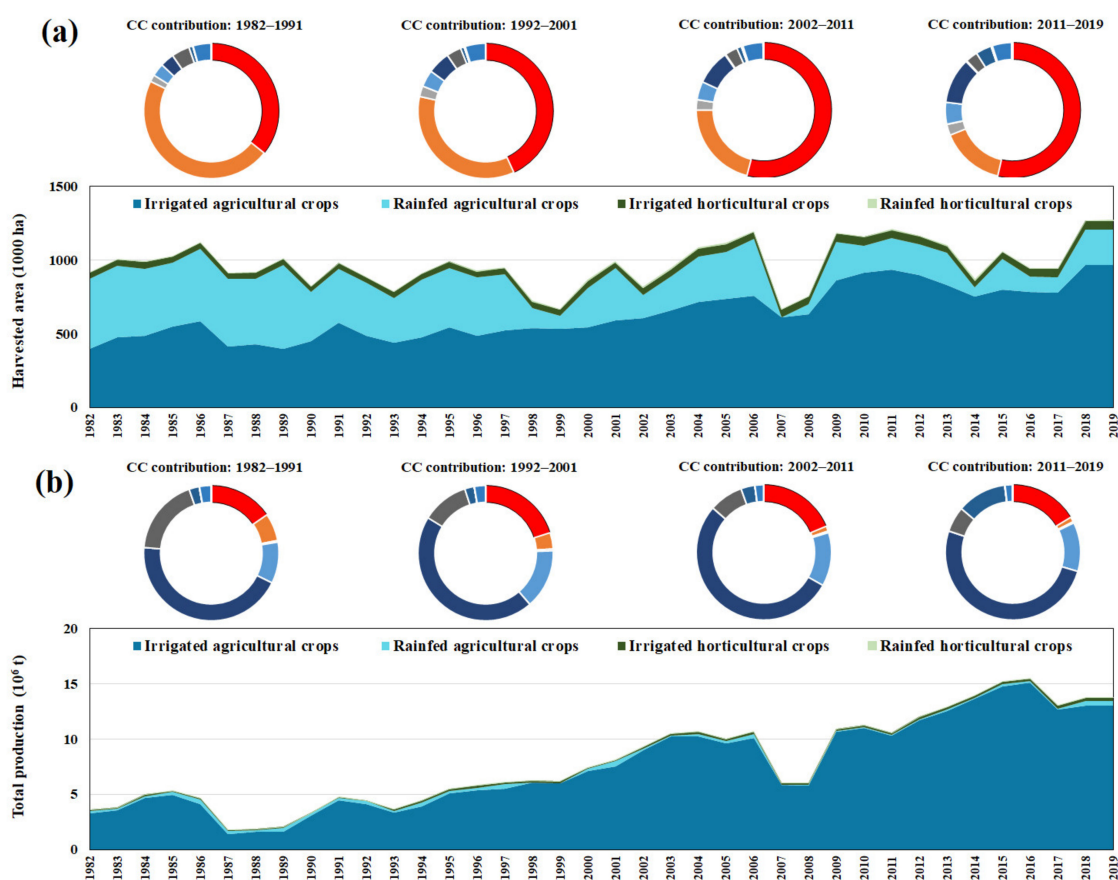 (a)
CC contribution: 1982–1991 CC contribution: 1992–2001 CC contribution: 2002–2011 CC contribution: 2011–2019
Harvested area (1000 ha)
1500
1000
500
0
Irrigated agricultural crops Rainfed agricultural crops Irrigated horticultural crops Rainfed horticultural crops
1982 1983 1984 1985 1986 1987 1988 1989 1990 1991 1992 1993 1994 1995 1996 1997 1998 1999 2000 2001 2002 2003 2004 2005 2006 2007 2008 2009 2010 2011 2012 2013 2014 2015 2016 2017 2018 2019
(b)
CC contribution: 1982–1991 CC contribution: 1992–2001 CC contribution: 2002–2011 CC contribution: 2011–2019
Total production (10⁶ t)
20
15
10
5
0
Irrigated agricultural crops Rainfed agricultural crops Irrigated horticultural crops Rainfed horticultural crops
1982 1983 1984 1985 1986 1987 1988 1989 1990 1991 1992 1993 1994 1995 1996 1997 1998 1999 2000 2001 2002 2003 2004 2005 2006 2007 2008 2009 2010 2011 2012 2013 2014 2015 2016 2017 2018 2019